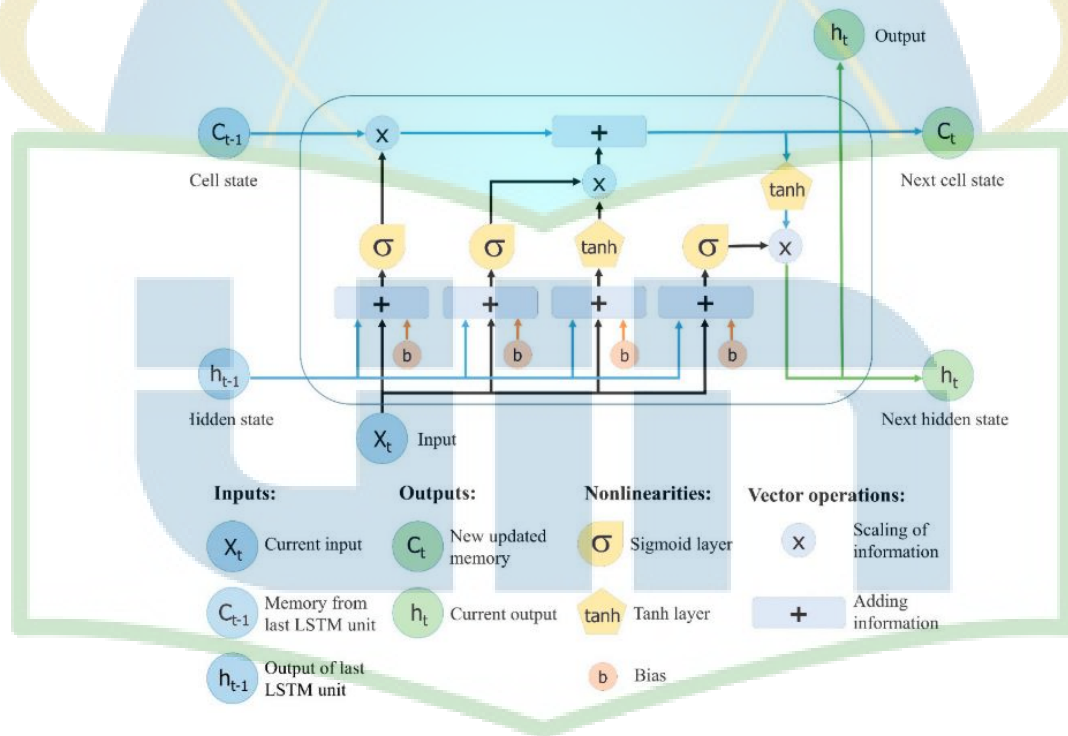 hₜ Output
Cₜ₋₁ x + Cₜ
Cell state Next cell state
x tanh
σ σ tanh σ x
+ + + +
b b b b
hₜ₋₁ hₜ
Hidden state Next hidden state
Xₜ Input
Inputs: Outputs: Nonlinearities: Vector operations:
Xₜ Current input
Cₜ₋₁ Memory from
last LSTM unit
hₜ₋₁ Output of last
LSTM unit
Cₜ New updated
memory
hₜ Current output
σ Sigmoid layer
tanh Tanh layer
b Bias
x Scaling of
information
+ Adding
information